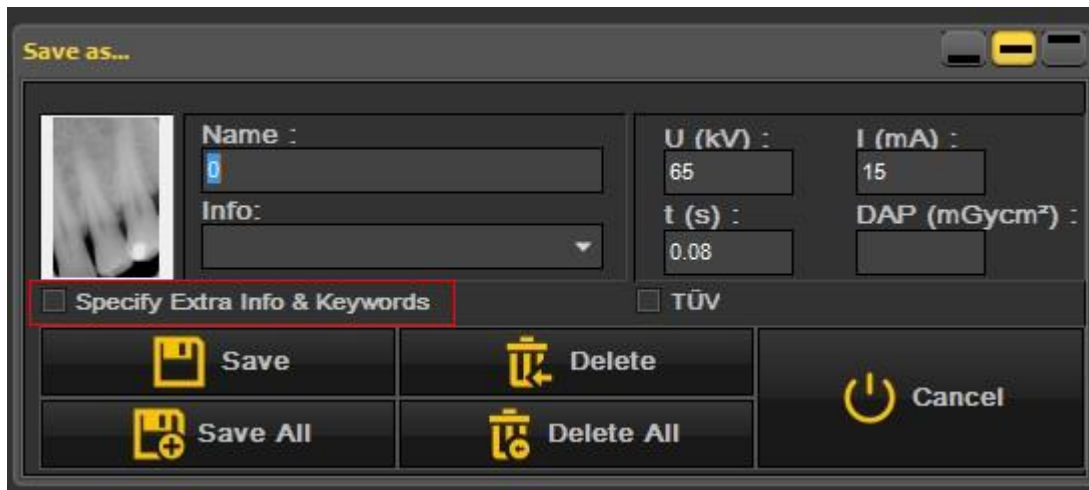 Save as...
Name :
0
Info:
U (kV) :
I (mA) :
65
15
t (s) :
DAP (mGycm²) :
0.08
Specify Extra Info & Keywords
TÜV
Save
Delete
Cancel
Save All
Delete All